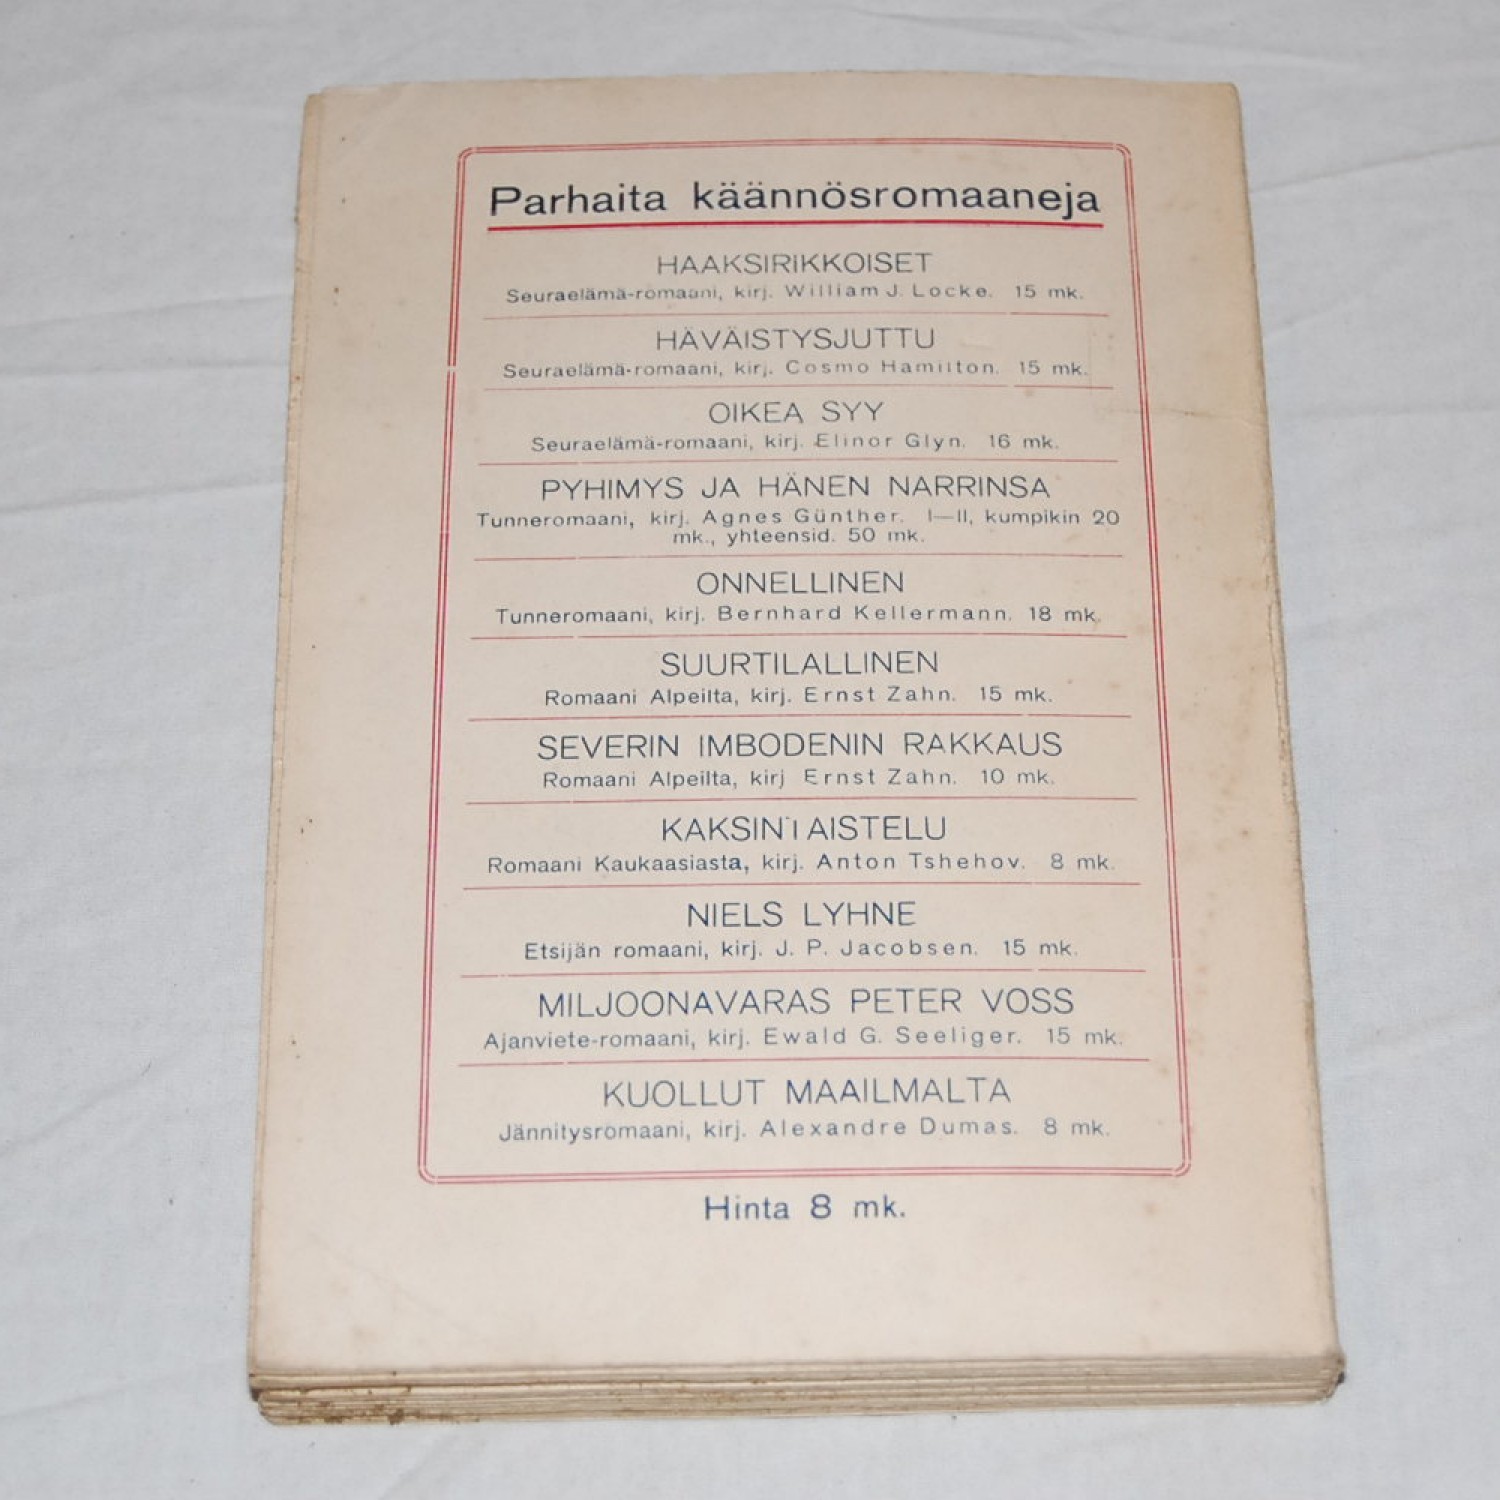 Parhaita käännösromaaneja
HAAKSIRIKKOISET
Seuraelämä-romaani, kirj. William J. Locke. 15 mk.
HÄVÄISTYSJUTTU
Seuraelämä-romaani, kirj. Cosmo Hamilton. 15 mk.
OIKEA SYY
Seuraelämä-romaani, kirj. Elinor Glyn. 16 mk.
PYHIMYS JA HÄNEN NARRINSA
Tunneromaani, kirj. Agnes Günther. I—II, kumpikin 20
mk., yhteensid. 50 mk.
ONNELLINEN
Tunneromaani, kirj. Bernhard Kellermann. 18 mk.
SUURTILALLINEN
Romaani Alpeilta, kirj. Ernst Zahn. 15 mk.
SEVERIN IMBODENIN RAKKAUS
Romaani Alpeilta, kirj Ernst Zahn. 10 mk.
KAKSINTAISTELU
Romaani Kaukaasiasta, kirj. Anton Tshehov. 8 mk.
NIELS LYHNE
Etsijän romaani, kirj. J. P. Jacobsen. 15 mk.
MILJOONAVARAS PETER VOSS
Ajanviete-romaani, kirj. Ewald G. Seeliger. 15 mk.
KUOLLUT MAAILMALTA
Jännitysromaani, kirj. Alexandre Dumas. 8 mk.
Hinta 8 mk.